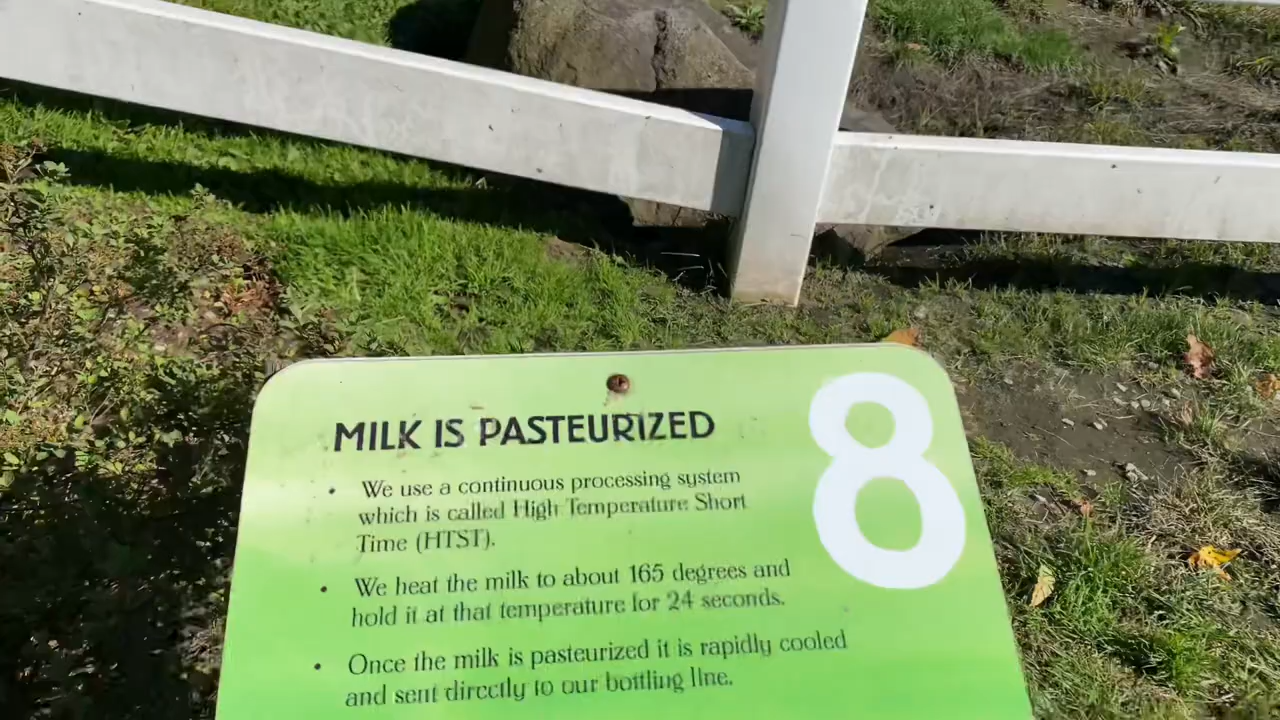 MILK IS PASTEURIZED
8
• We use a continuous processing system
which is called High Temperature Short
Time (HTST).
• We heat the milk to about 165 degrees and
hold it at that temperature for 24 seconds.
• Once the milk is pasteurized it is rapidly cooled
and sent directly to our bottling line.